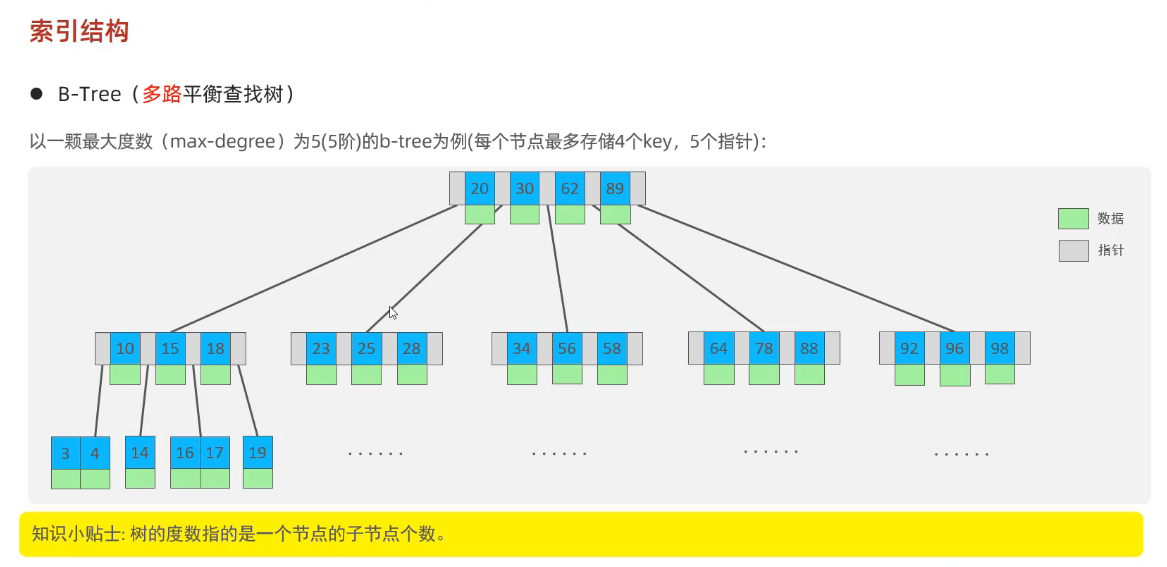 索引结构
● B-Tree（多路平衡查找树）
以一颗最大度数（max-degree）为5(5阶)的b-tree为例(每个节点最多存储4个key，5个指针)：
20 30 62 89
数据
指针
10 15 18 23 25 28 34 56 58 64 78 88 92 96 98
3 4 14 16 17 19 ······ ······ ······ ······
知识小贴士: 树的度数指的是一个节点的子节点个数。